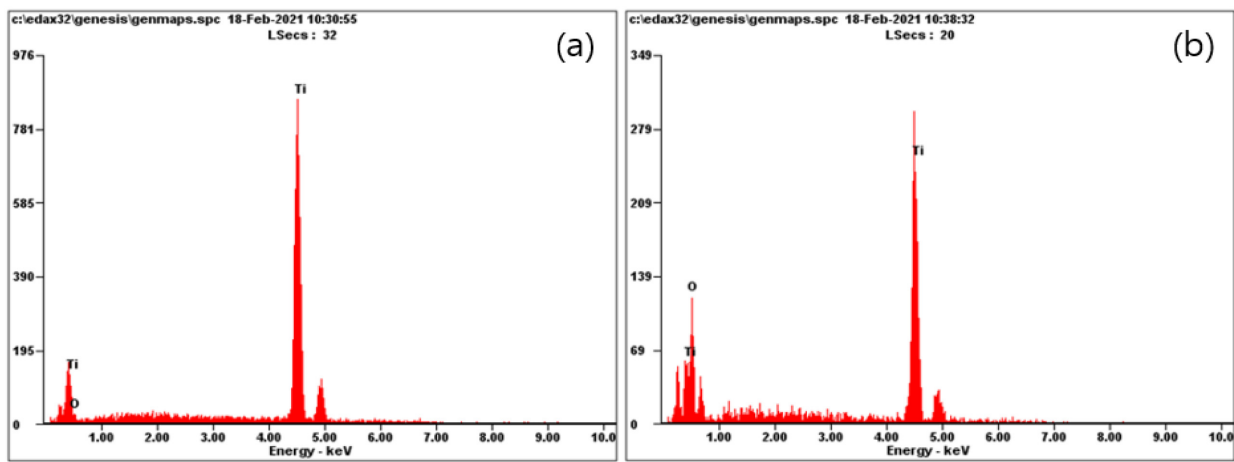 c:\edax32\genesis\genmaps.spc 18-Feb-2021 10:30:55
LSecs : 32
(a)
976
781
585
390
195
0
Ti
Ti
O
1.00 2.00 3.00 4.00 5.00 6.00 7.00 8.00 9.00 10.0
Energy - keV
c:\edax32\genesis\genmaps.spc 18-Feb-2021 10:38:32
LSecs : 20
(b)
349
279
209
139
69
0
Ti
O
Ti
1.00 2.00 3.00 4.00 5.00 6.00 7.00 8.00 9.00 10.0
Energy - keV